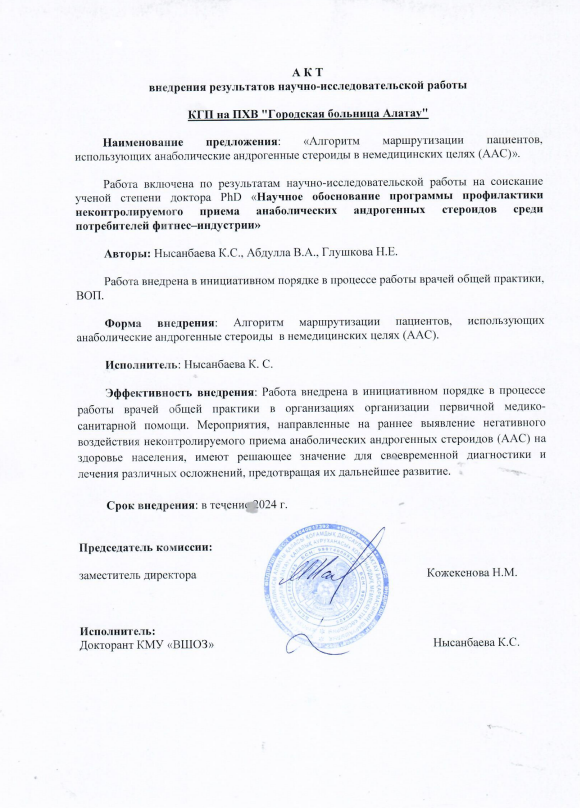 А К Т
внедрения результатов научно-исследовательской работы
КГП на ПХВ "Городская больница Алатау"
Наименование предложения: «Алгоритм маршрутизации пациентов,
использующих анаболические андрогенные стероиды в немедицинских целях (ААС)».
Работа включена по результатам научно-исследовательской работы на соискание
ученой степени доктора PhD «Научное обоснование программы профилактики
неконтролируемого приема анаболических андрогенных стероидов среди
потребителей фитнес–индустрии»
Авторы: Нысанбаева К.С., Абдулла В.А., Глушкова Н.Е.
Работа внедрена в инициативном порядке в процессе работы врачей общей практики,
ВОП.
Форма внедрения: Алгоритм маршрутизации пациентов, использующих
анаболические андрогенные стероиды в немедицинских целях (ААС).
Исполнитель: Нысанбаева К. С.
Эффективность внедрения: Работа внедрена в инициативном порядке в процессе
работы врачей общей практики в организациях организации первичной медико-
санитарной помощи. Мероприятия, направленные на раннее выявление негативного
воздействия неконтролируемого приема анаболических андрогенных стероидов (ААС) на
здоровье населения, имеют решающее значение для своевременной диагностики и
лечения различных осложнений, предотвращая их дальнейшее развитие.
Срок внедрения: в течение 2024 г.
Председатель комиссии:
заместитель директора Кожекенова Н.М.
Исполнитель:
Докторант КМУ «ВШОЗ» Нысанбаева К.С.